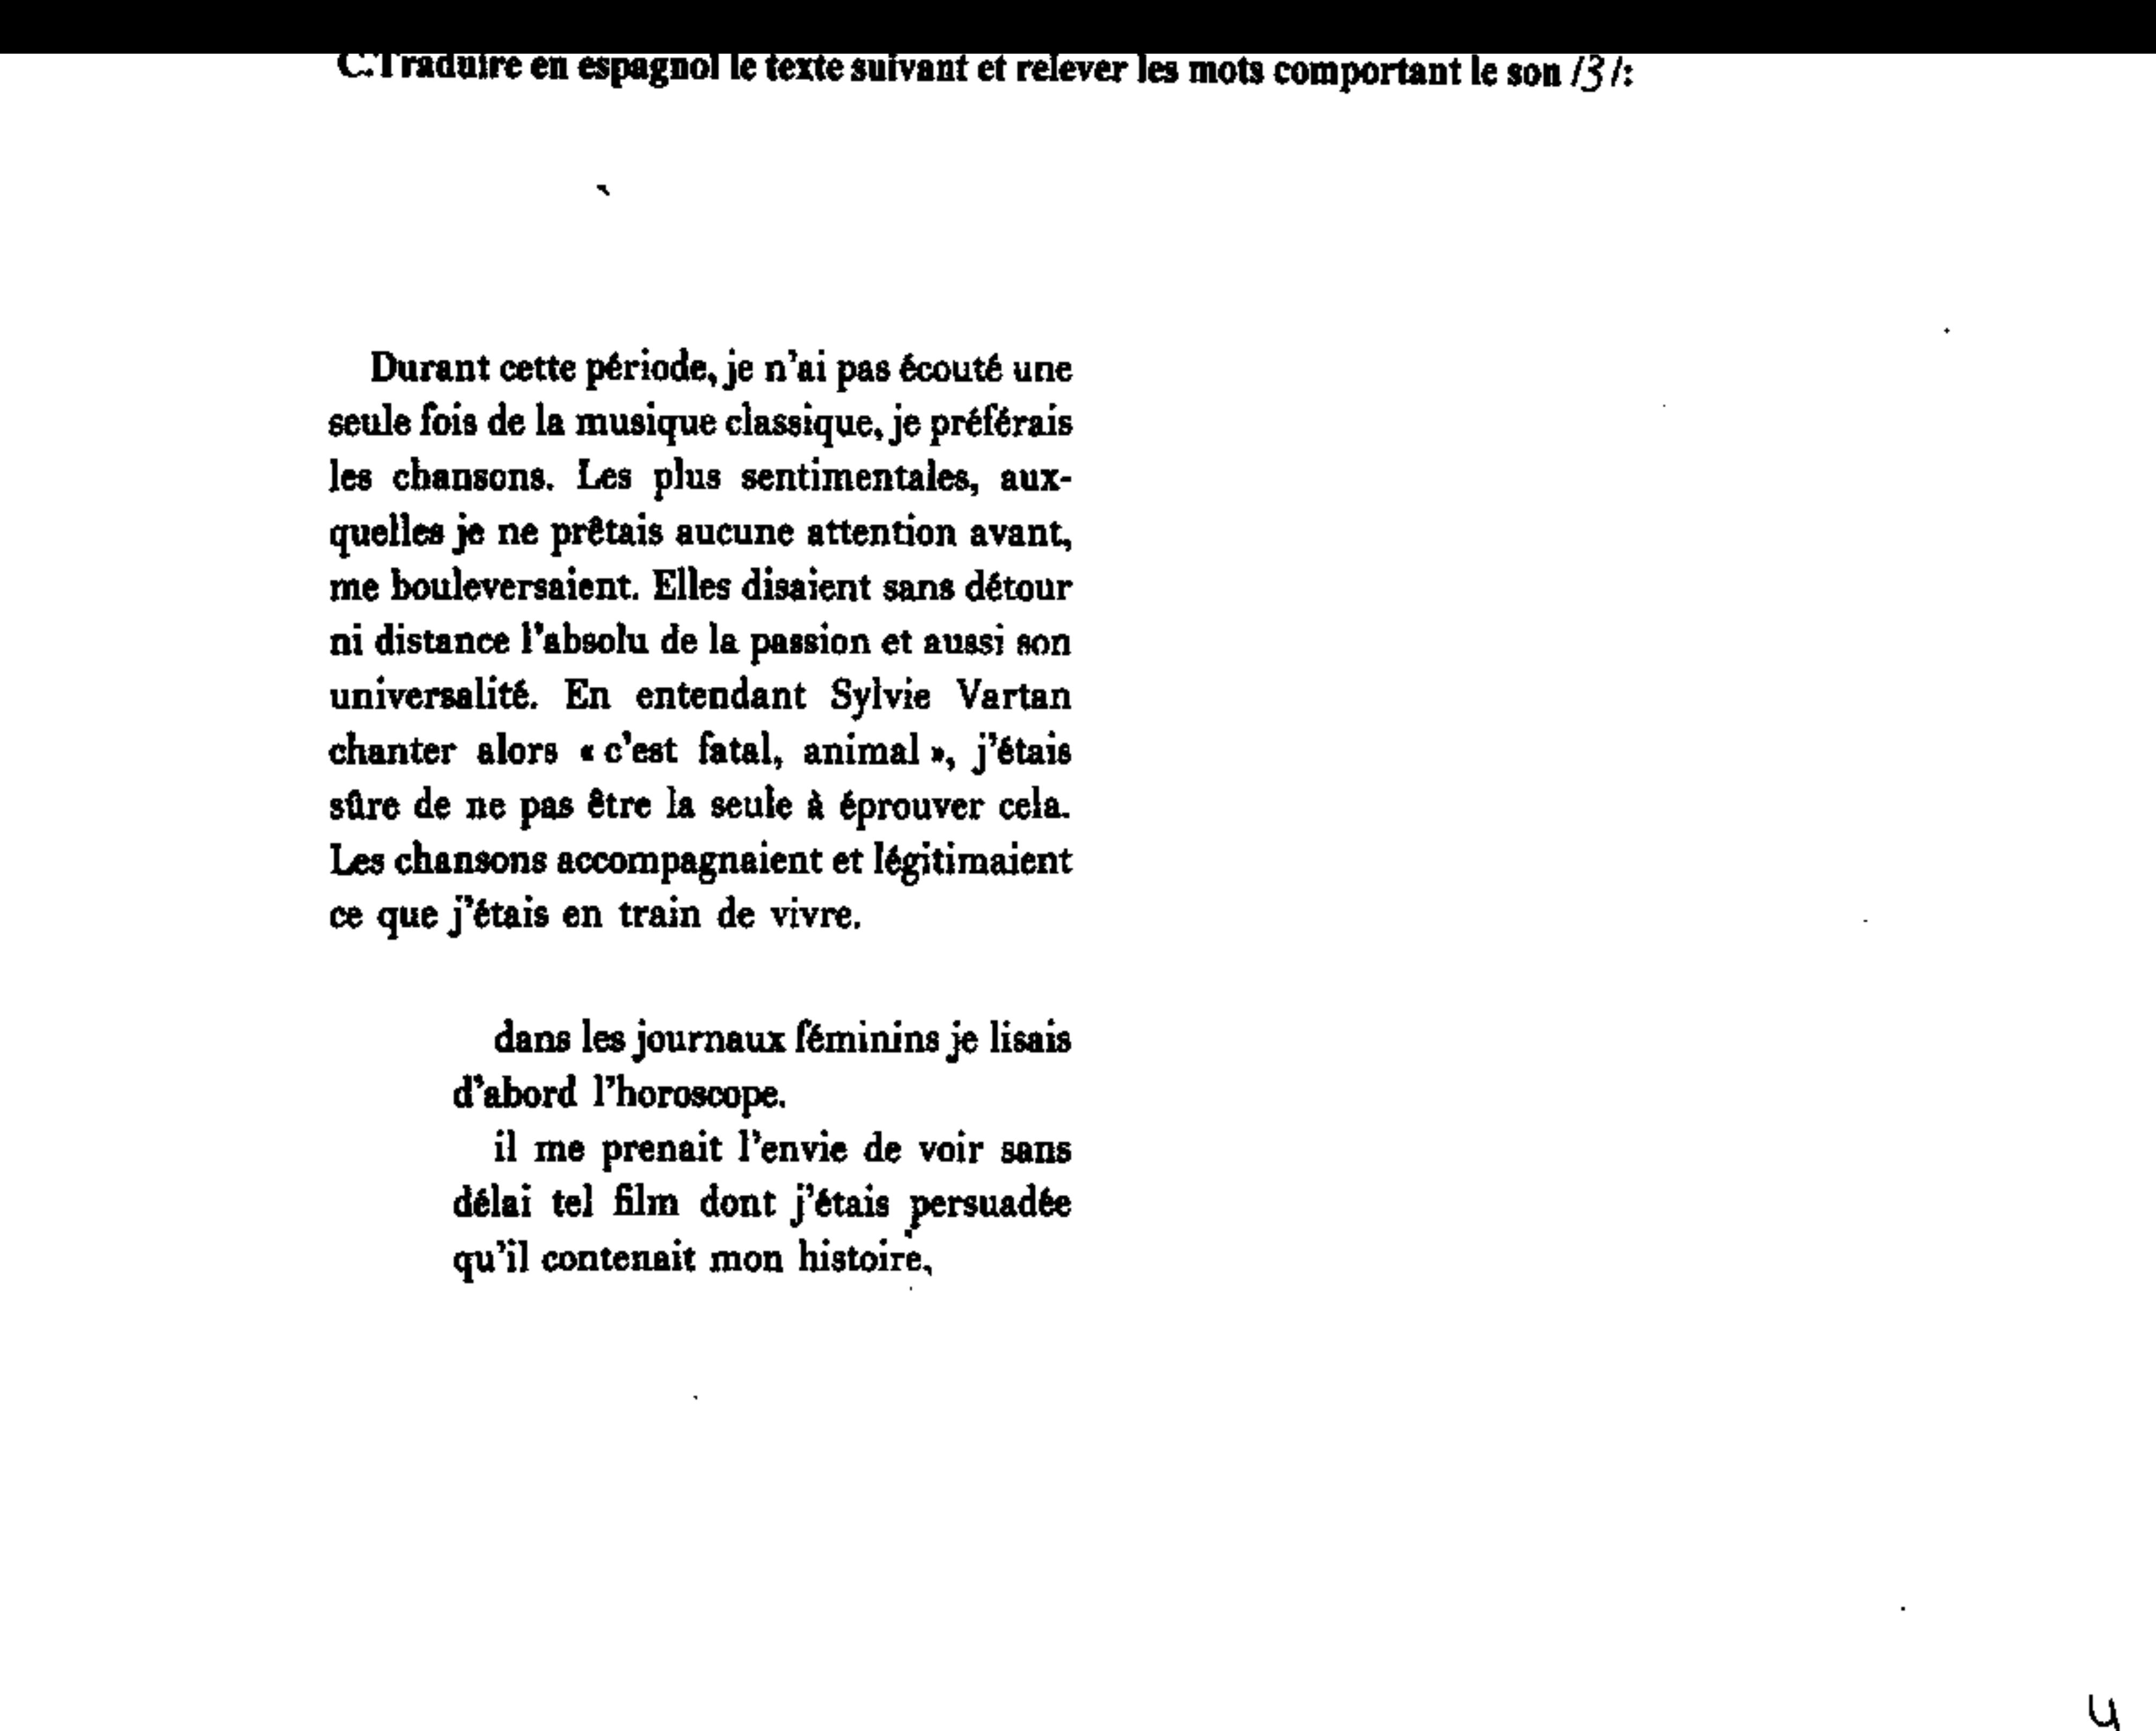 C.Traduire en espagnol le texte suivant et relever les mots comportant le son /3/:
Durant cette période, je n'ai pas écouté une
seule fois de la musique classique, je préférais
les chansons. Les plus sentimentales, aux-
quelles je ne prêtais aucune attention avant,
me bouleversaient. Elles disaient sans détour
ni distance l'absolu de la passion et aussi son
universalité. En entendant Sylvie Vartan
chanter alors « c'est fatal, animal », j'étais
sûre de ne pas être la seule à éprouver cela.
Les chansons accompagnaient et légitimaient
ce que j'étais en train de vivre.
dans les journaux féminins je lisais
d'abord l'horoscope.
il me prenait l'envie de voir sans
délai tel film dont j'étais persuadée
qu'il contenait mon histoire,
4